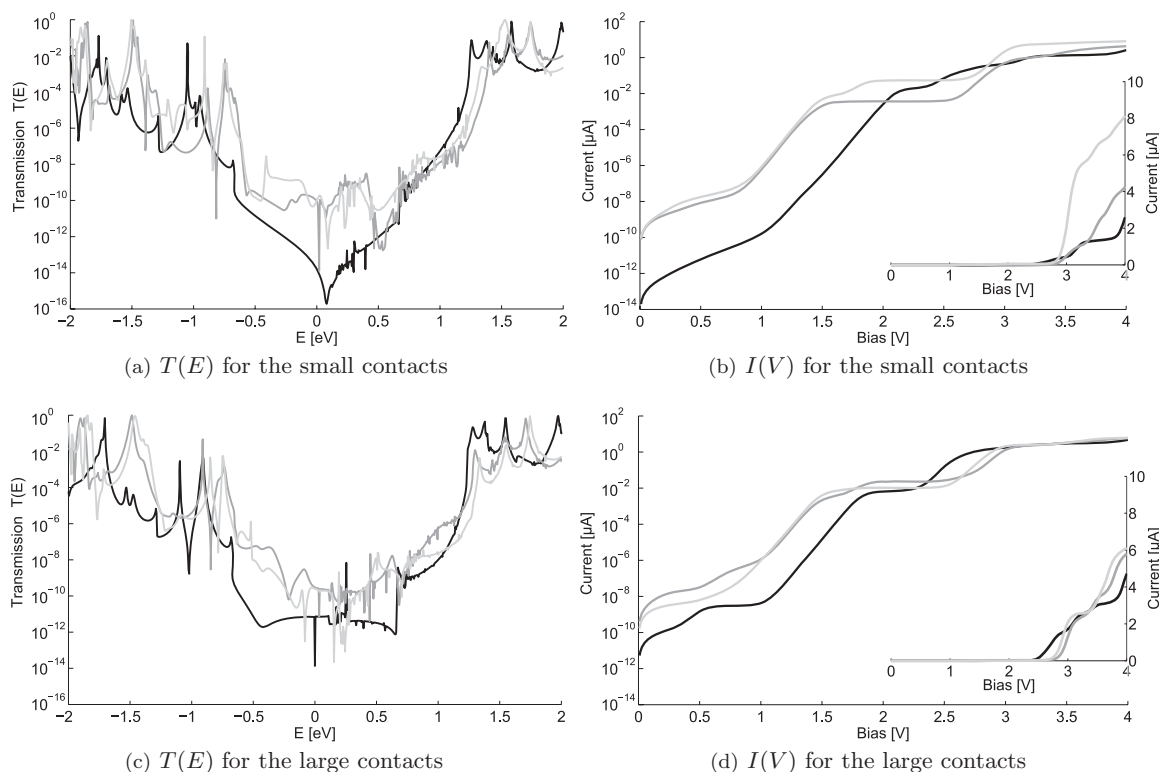 10^0
10^−2
10^−4
10^−6
10^−8
10^−10
10^−12
10^−14
10^−16
Transmission T(E)
−2 −1.5 −1 −0.5 0 0.5 1 1.5 2
E [eV]
(a) T(E) for the small contacts
10^2
10^0
10^−2
10^−4
10^−6
10^−8
10^−10
10^−12
10^−14
Current [µA]
0 0.5 1 1.5 2 2.5 3 3.5 4
Bias [V]
10
8
6
4
2
0
Current [µA]
0 1 2 3 4
Bias [V]
(b) I(V) for the small contacts
10^0
10^−2
10^−4
10^−6
10^−8
10^−10
10^−12
10^−14
10^−16
Transmission T(E)
−2 −1.5 −1 −0.5 0 0.5 1 1.5 2
E [eV]
(c) T(E) for the large contacts
10^2
10^0
10^−2
10^−4
10^−6
10^−8
10^−10
10^−12
10^−14
Current [µA]
0 0.5 1 1.5 2 2.5 3 3.5 4
Bias [V]
10
8
6
4
2
0
Current [µA]
0 1 2 3 4
Bias [V]
(d) I(V) for the large contacts